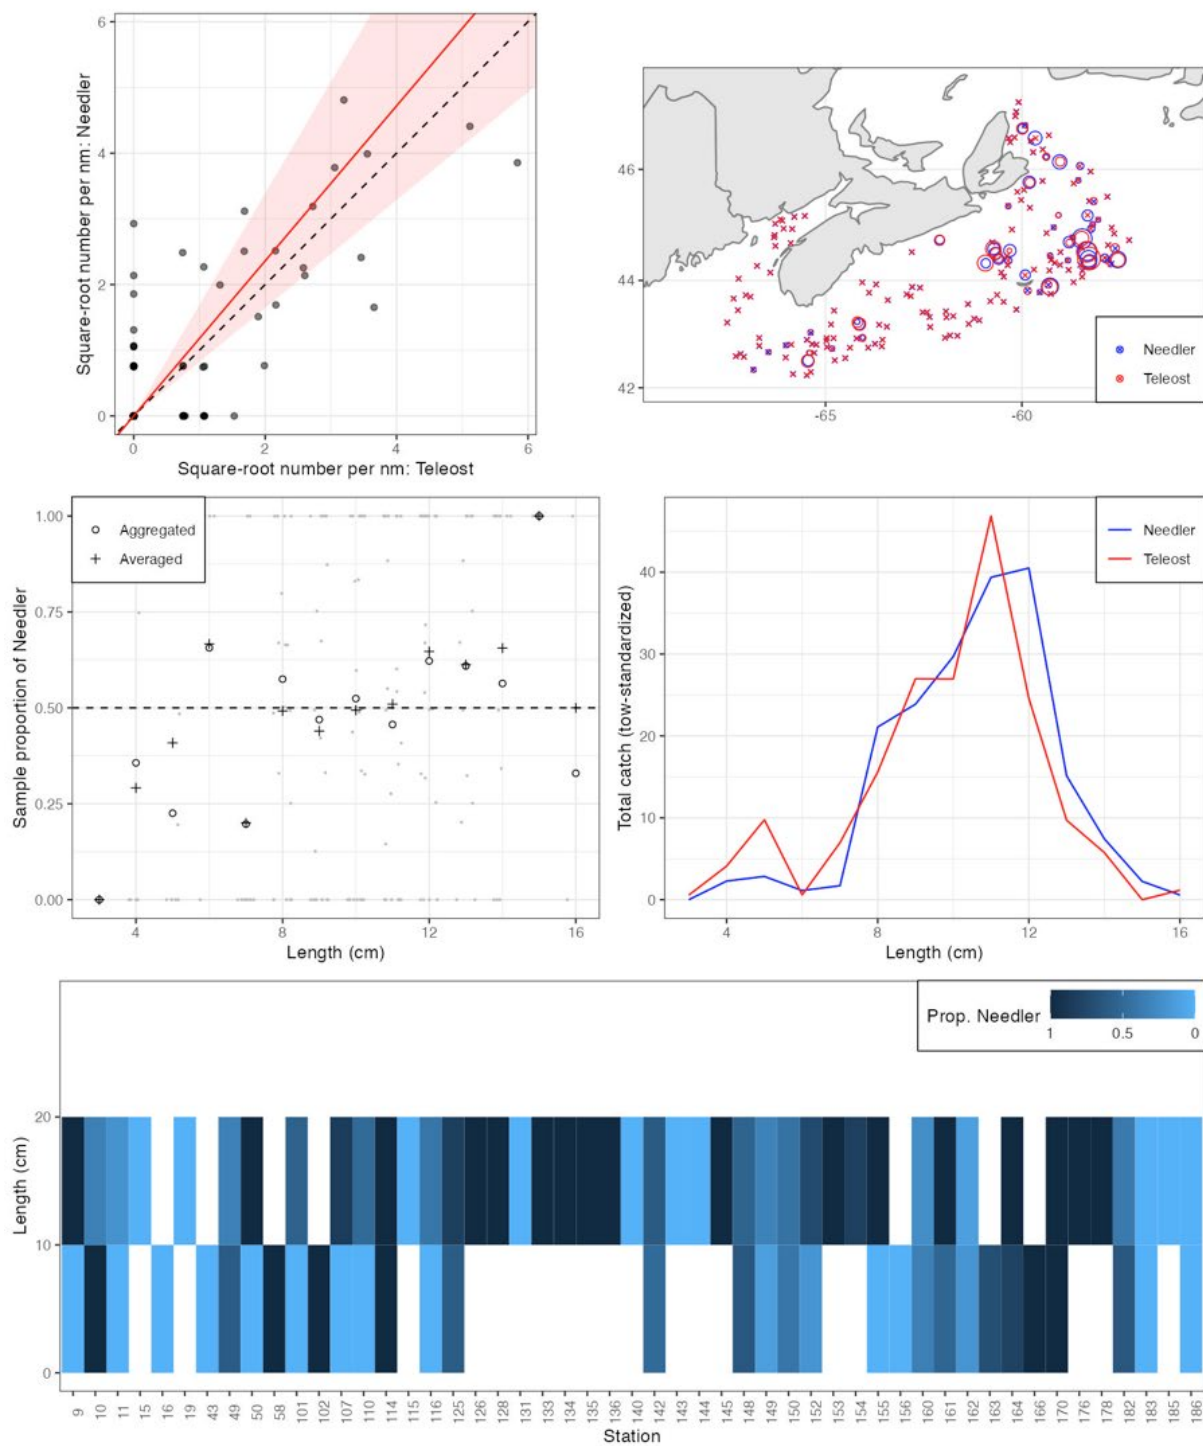 6
4
2
0
Square-root number per nm: Needler
0
2
4
6
Square-root number per nm: Teleost
46
44
42
-65
-60
Needler
Teleost
Aggregated
Averaged
1.00
0.75
0.50
0.25
0.00
Sample proportion of Needler
4
8
12
16
Length (cm)
Needler
Teleost
40
30
20
10
0
Total catch (tow-standardized)
4
8
12
16
Length (cm)
Prop. Needler
1
0.5
0
20
10
0
Length (cm)
9 10 11 15 16 19 43 49 50 58 101 102 107 110 114 115 116 125 126 128 131 133 134 135 136 140 142 143 144 145 148 149 150 152 153 154 155 156 160 161 162 163 164 166 170 176 178 182 183 185 186
Station